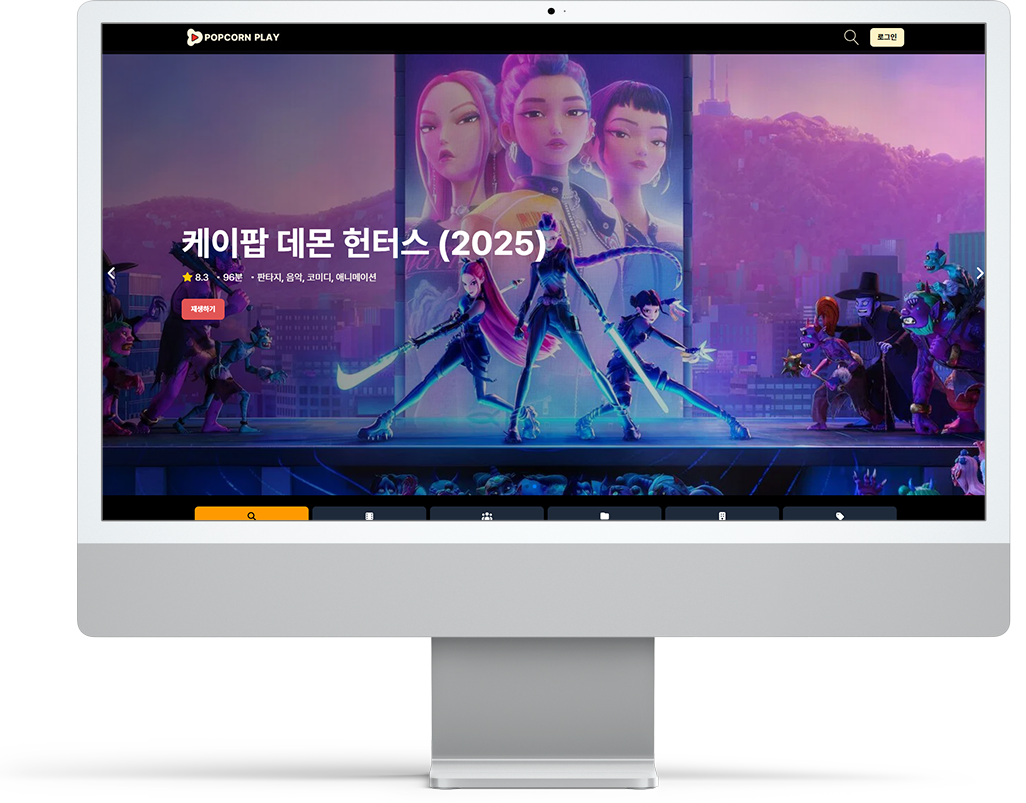 POPCORN PLAY
로그인
케이팝 데몬 헌터스 (2025)
8.3 • 96분 • 판타지, 음악, 코미디, 애니메이션
재생하기